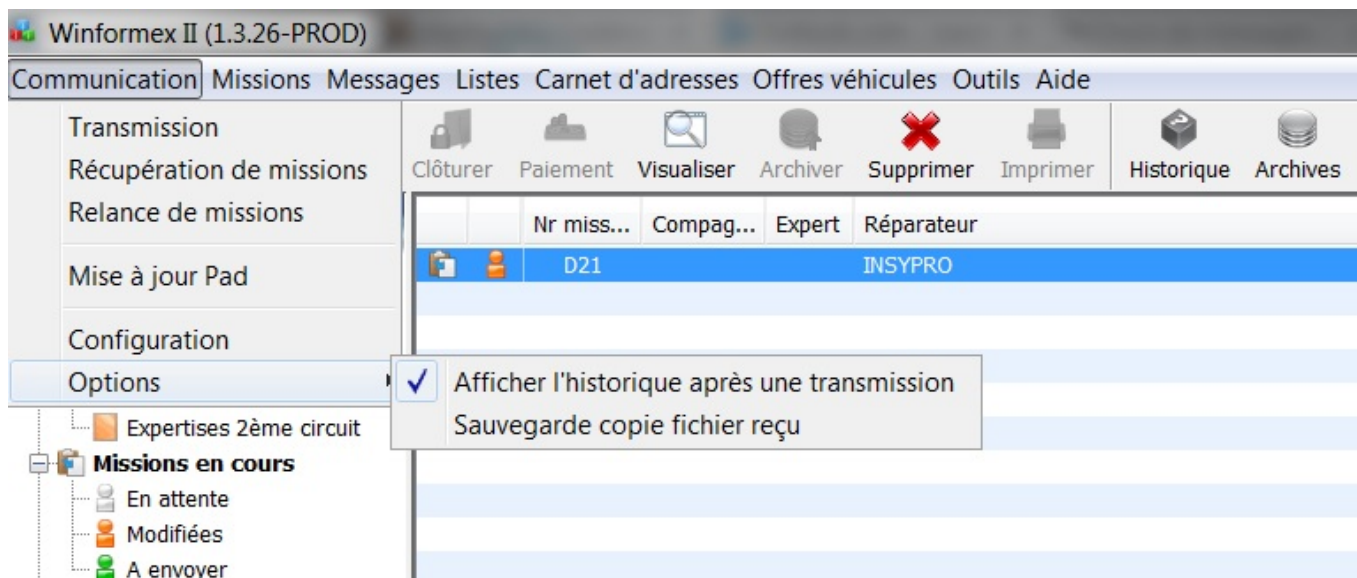 Winformex II (1.3.26-PROD)
Communication Missions Messages Listes Carnet d'adresses Offres véhicules Outils Aide
Transmission
Récupération de missions
Relance de missions
Mise à jour Pad
Configuration
Options
Clôturer Paiement Visualiser Archiver Supprimer Imprimer Historique Archives
Nr miss... Compag... Expert Réparateur
D21 INSYPRO
Afficher l'historique après une transmission
Sauvegarde copie fichier reçu
Expertises 2ème circuit
Missions en cours
En attente
Modifiées
A envoyer